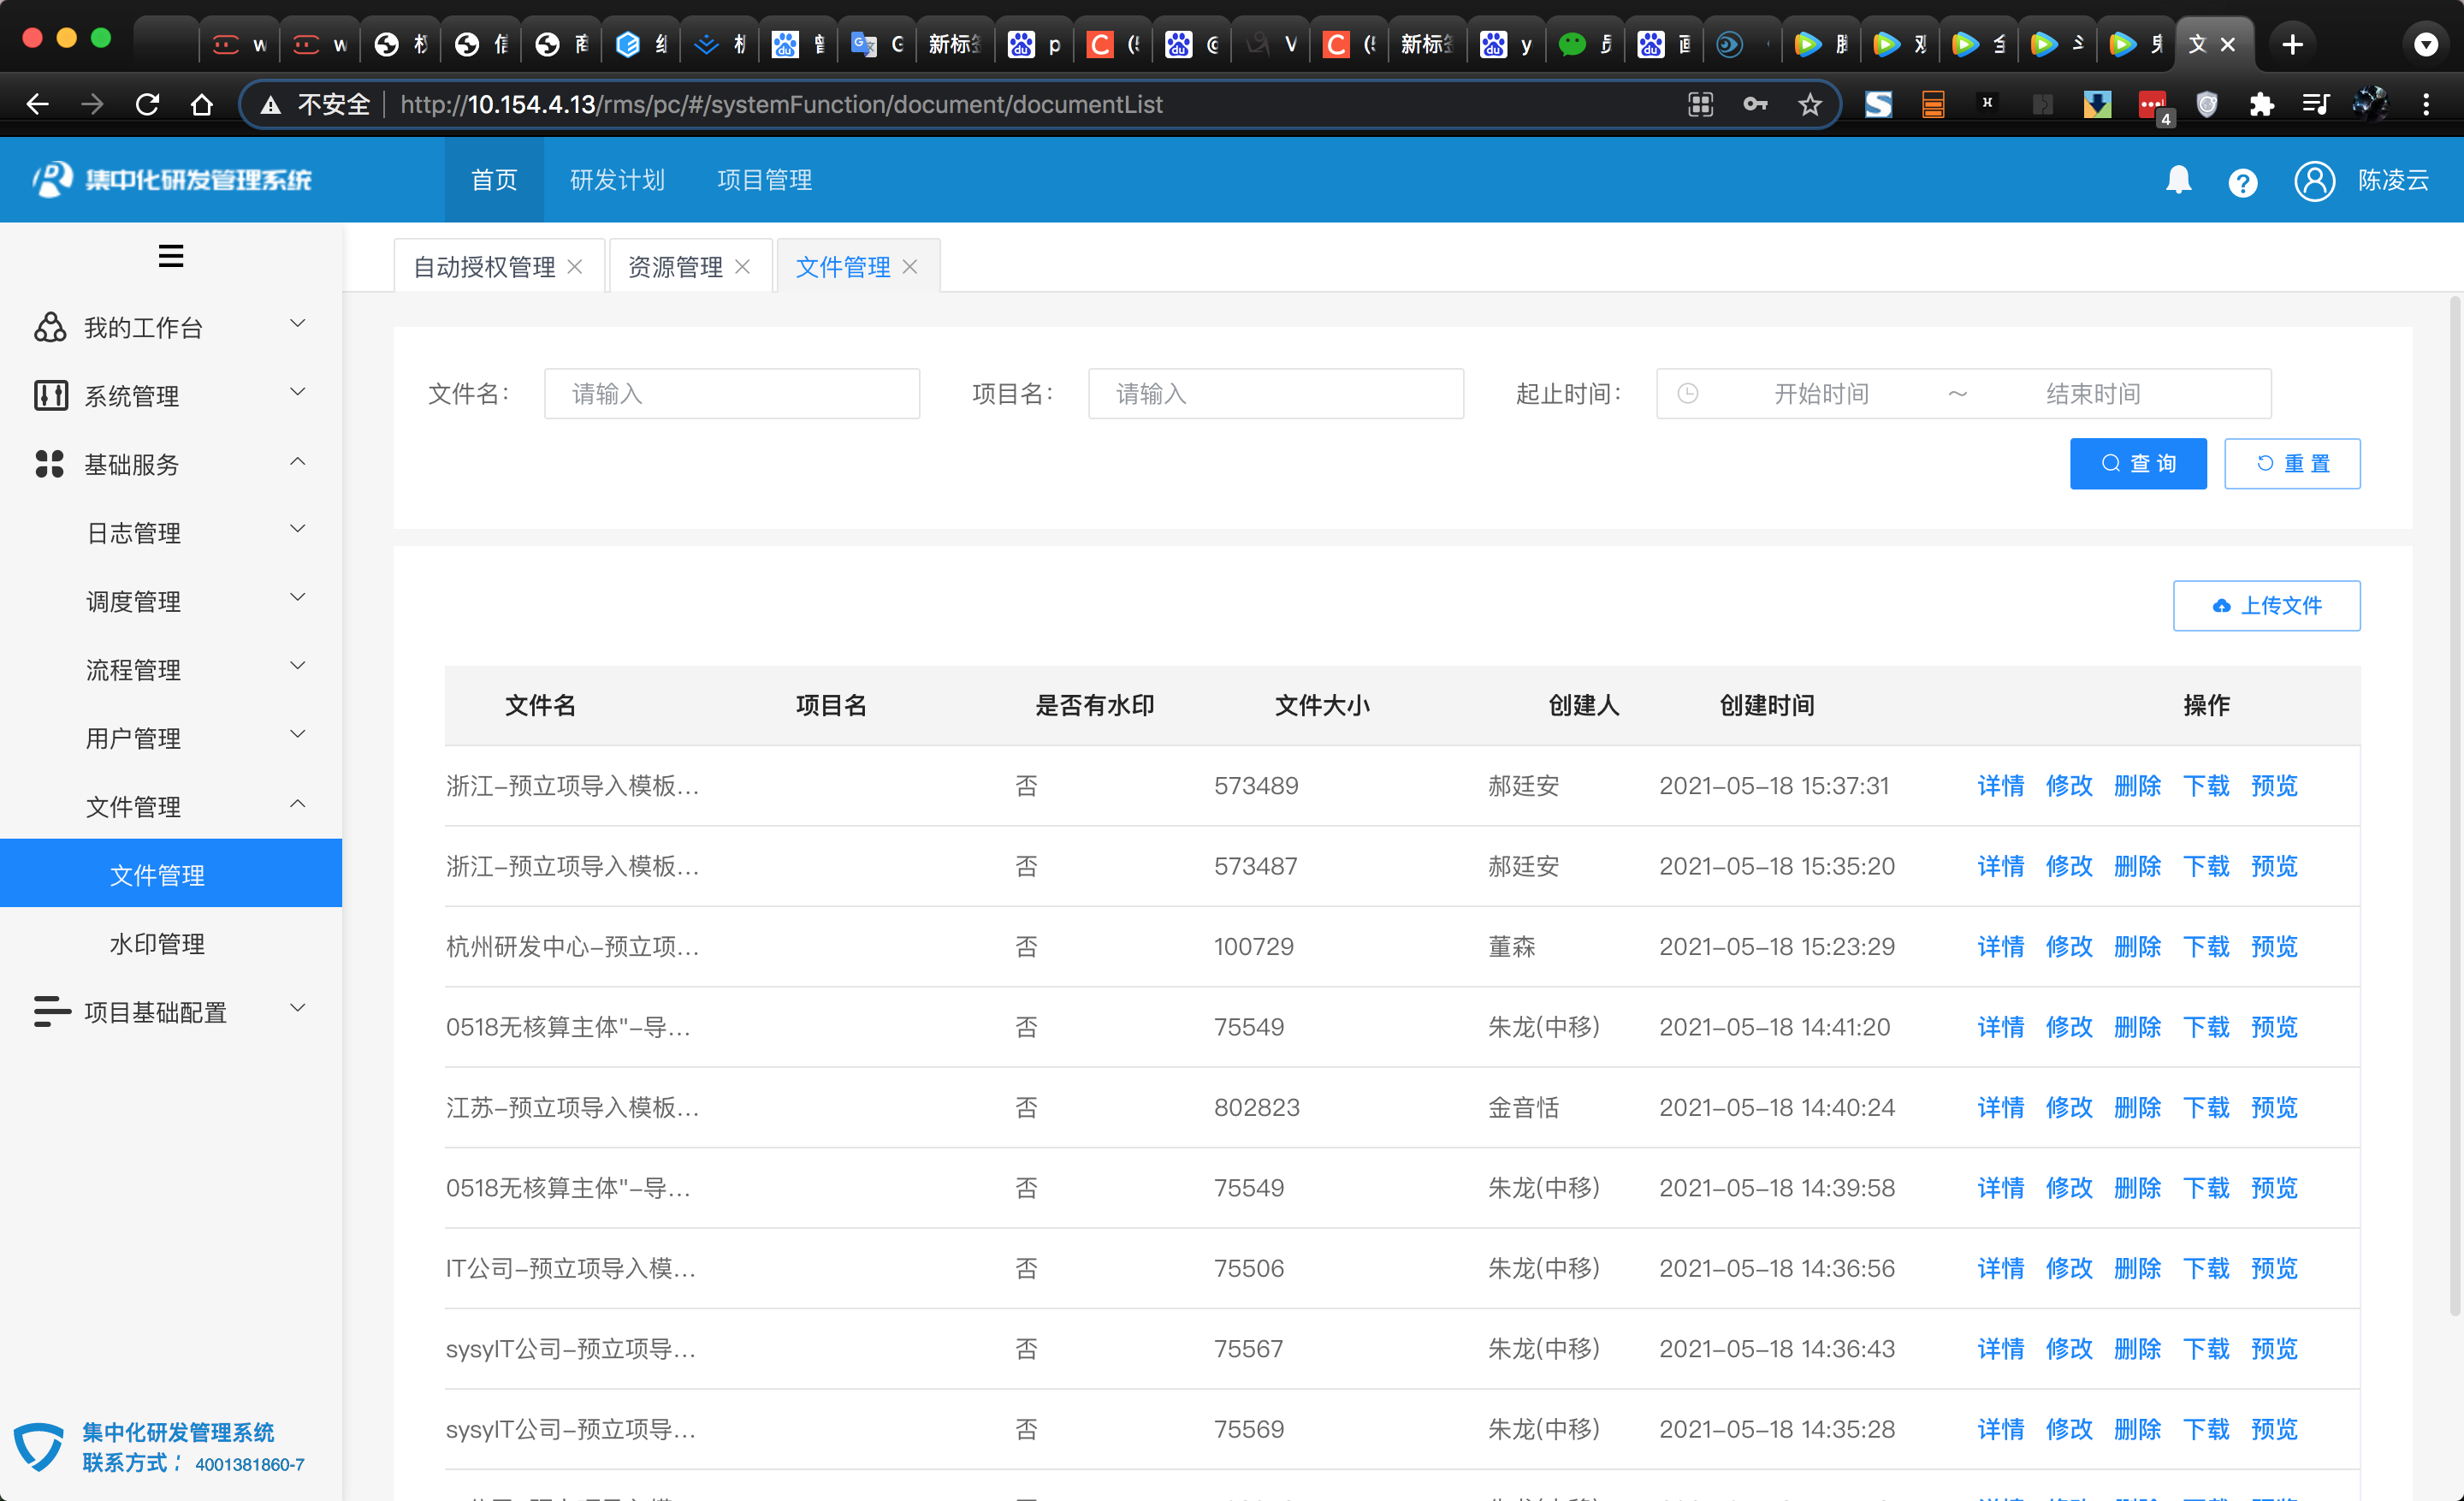 新标
新标
文
不安全 http://10.154.4.13/rms/pc/#/systemFunction/document/documentList
4
集中化研发管理系统 首页 研发计划 项目管理 陈凌云
自动授权管理 资源管理 文件管理
我的工作台
系统管理
基础服务
日志管理
调度管理
流程管理
用户管理
文件管理
文件管理
水印管理
项目基础配置
集中化研发管理系统
联系方式: 4001381860-7
文件名: 请输入 项目名: 请输入 起止时间: 开始时间 ~ 结束时间
查 询 重 置
上传文件
文件名 项目名 是否有水印 文件大小 创建人 创建时间 操作
浙江-预立项导入模板... 否 573489 郝廷安 2021-05-18 15:37:31 详情 修改 删除 下载 预览
浙江-预立项导入模板... 否 573487 郝廷安 2021-05-18 15:35:20 详情 修改 删除 下载 预览
杭州研发中心-预立项... 否 100729 董森 2021-05-18 15:23:29 详情 修改 删除 下载 预览
0518无核算主体"-导... 否 75549 朱龙(中移) 2021-05-18 14:41:20 详情 修改 删除 下载 预览
江苏-预立项导入模板... 否 802823 金音恬 2021-05-18 14:40:24 详情 修改 删除 下载 预览
0518无核算主体"-导... 否 75549 朱龙(中移) 2021-05-18 14:39:58 详情 修改 删除 下载 预览
IT公司-预立项导入模... 否 75506 朱龙(中移) 2021-05-18 14:36:56 详情 修改 删除 下载 预览
sysyIT公司-预立项导... 否 75567 朱龙(中移) 2021-05-18 14:36:43 详情 修改 删除 下载 预览
sysyIT公司-预立项导... 否 75569 朱龙(中移) 2021-05-18 14:35:28 详情 修改 删除 下载 预览